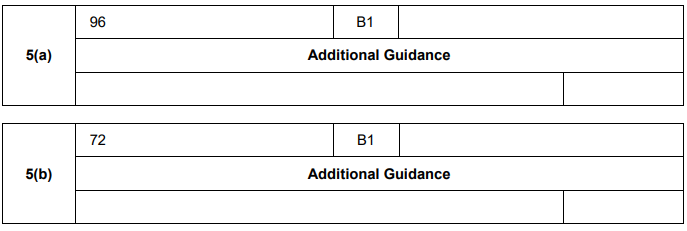 96 B1
5(a)
Additional Guidance
72 B1
5(b)
Additional Guidance